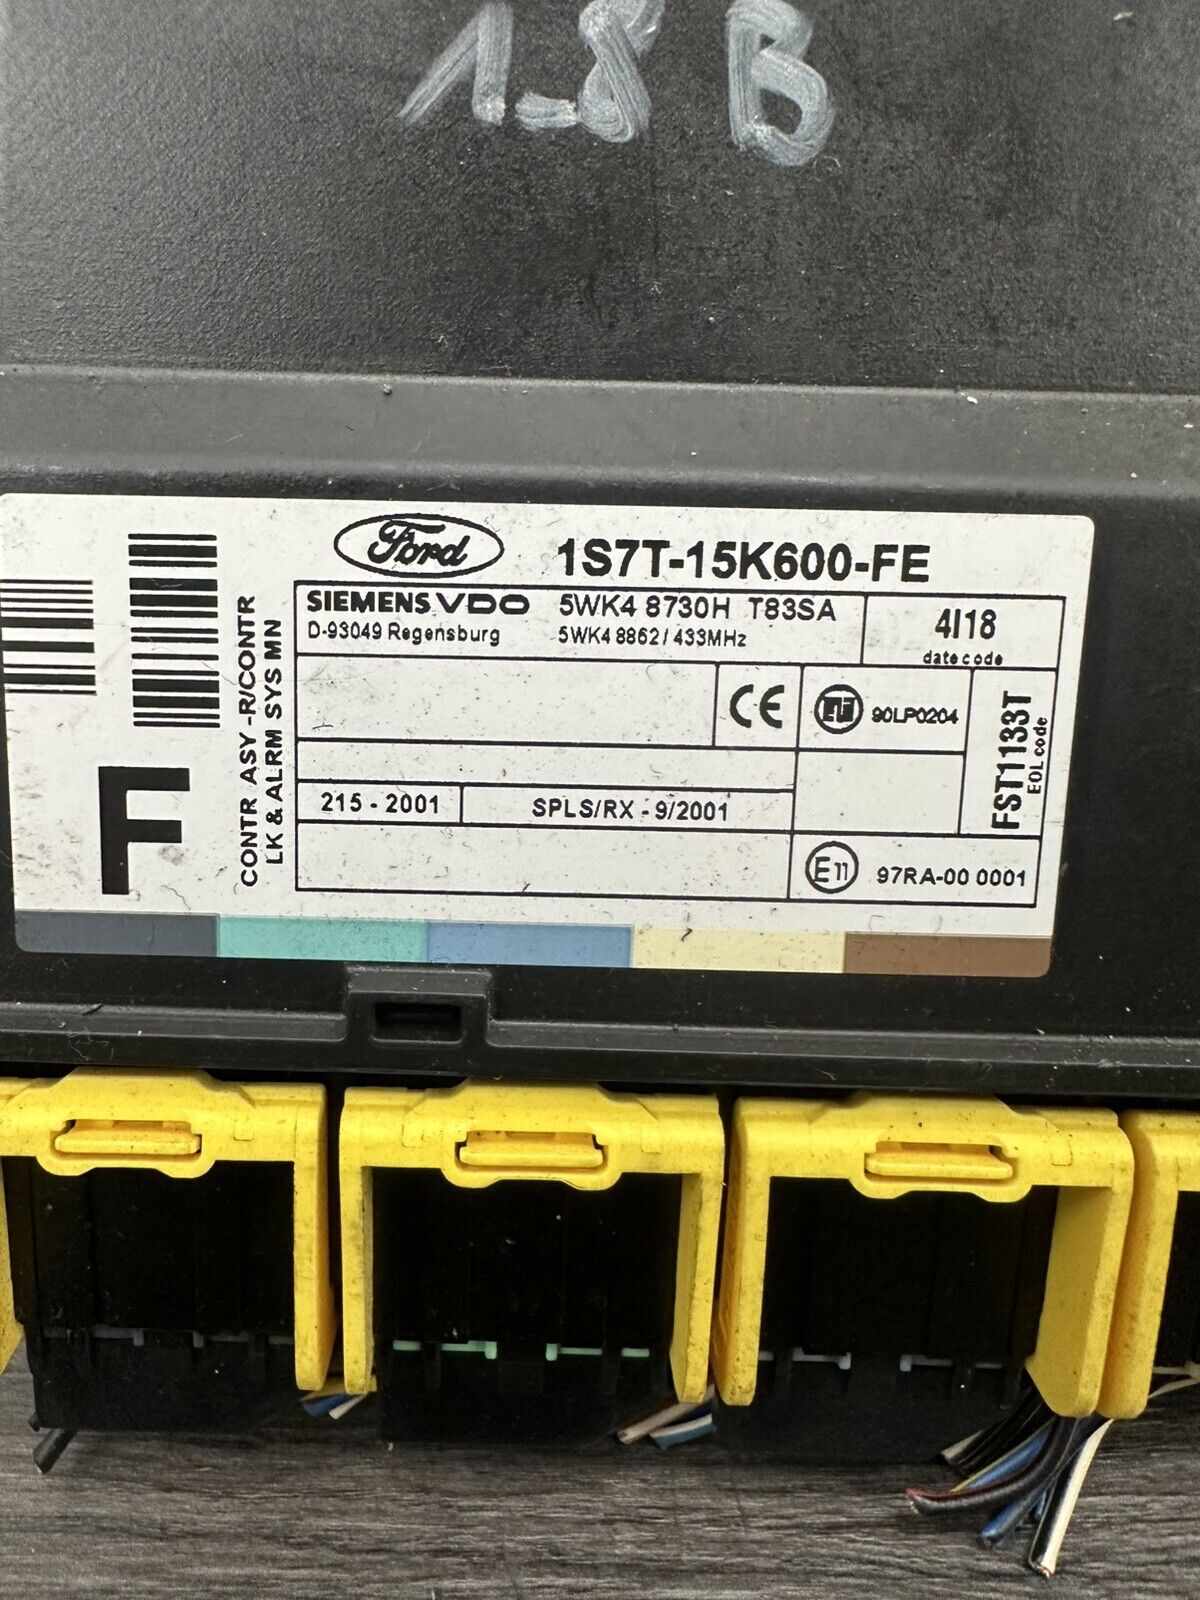 1.8 B
Ford
1S7T-15K600-FE
SIEMENS VDO 5WK4 8730H T83SA
D-93049 Regensburg 5WK4 8862/433MHz
4I18
date code
CE
90LP0204
FST1133T
EOL code
215 - 2001
SPLS/RX - 9/2001
E11 97RA-00 0001
CONTR ASY -R/CONTR
LK & ALRM SYS MN
F